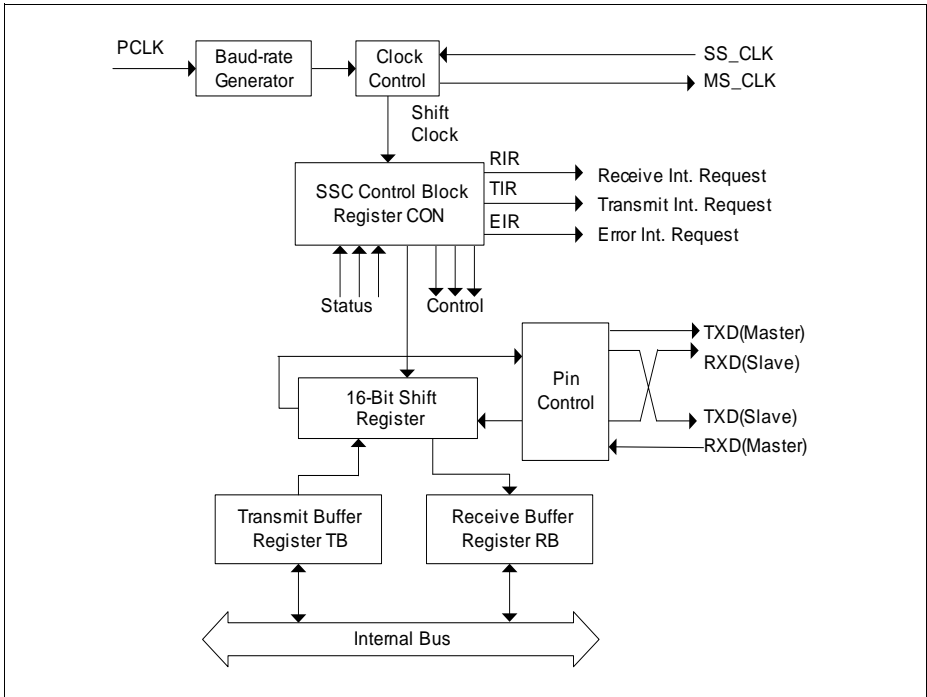 PCLK
Baud-rate
Generator
Clock
Control
SS_CLK
MS_CLK
Shift
Clock
SSC Control Block
Register CON
RIR
Receive Int. Request
TIR
Transmit Int. Request
EIR
Error Int. Request
Status
Control
16-Bit Shift
Register
Pin
Control
TXD(Master)
RXD(Slave)
TXD(Slave)
RXD(Master)
Transmit Buffer
Register TB
Receive Buffer
Register RB
Internal Bus